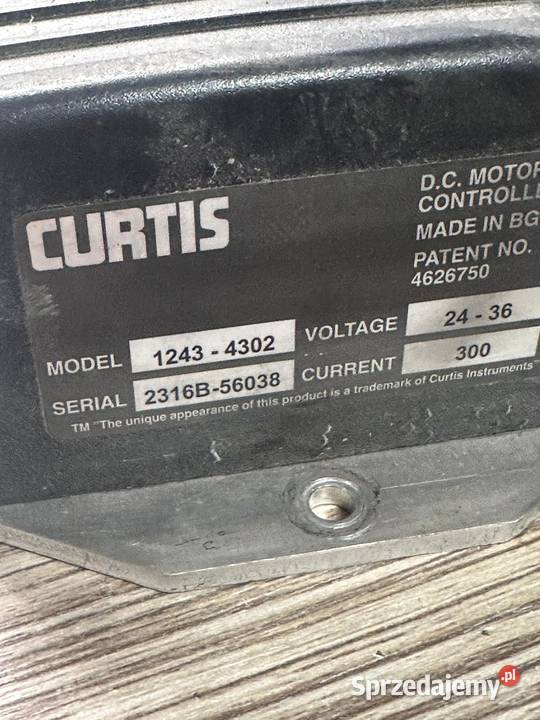 CURTIS
D.C. MOTOR
CONTROLLE
MADE IN BG
PATENT NO.
4626750
MODEL 1243 - 4302 VOLTAGE 24 - 36
SERIAL 2316B-56038 CURRENT 300
TM "The unique appearance of this product is a trademark of Curtis Instruments"
Sprzedajemy.pl